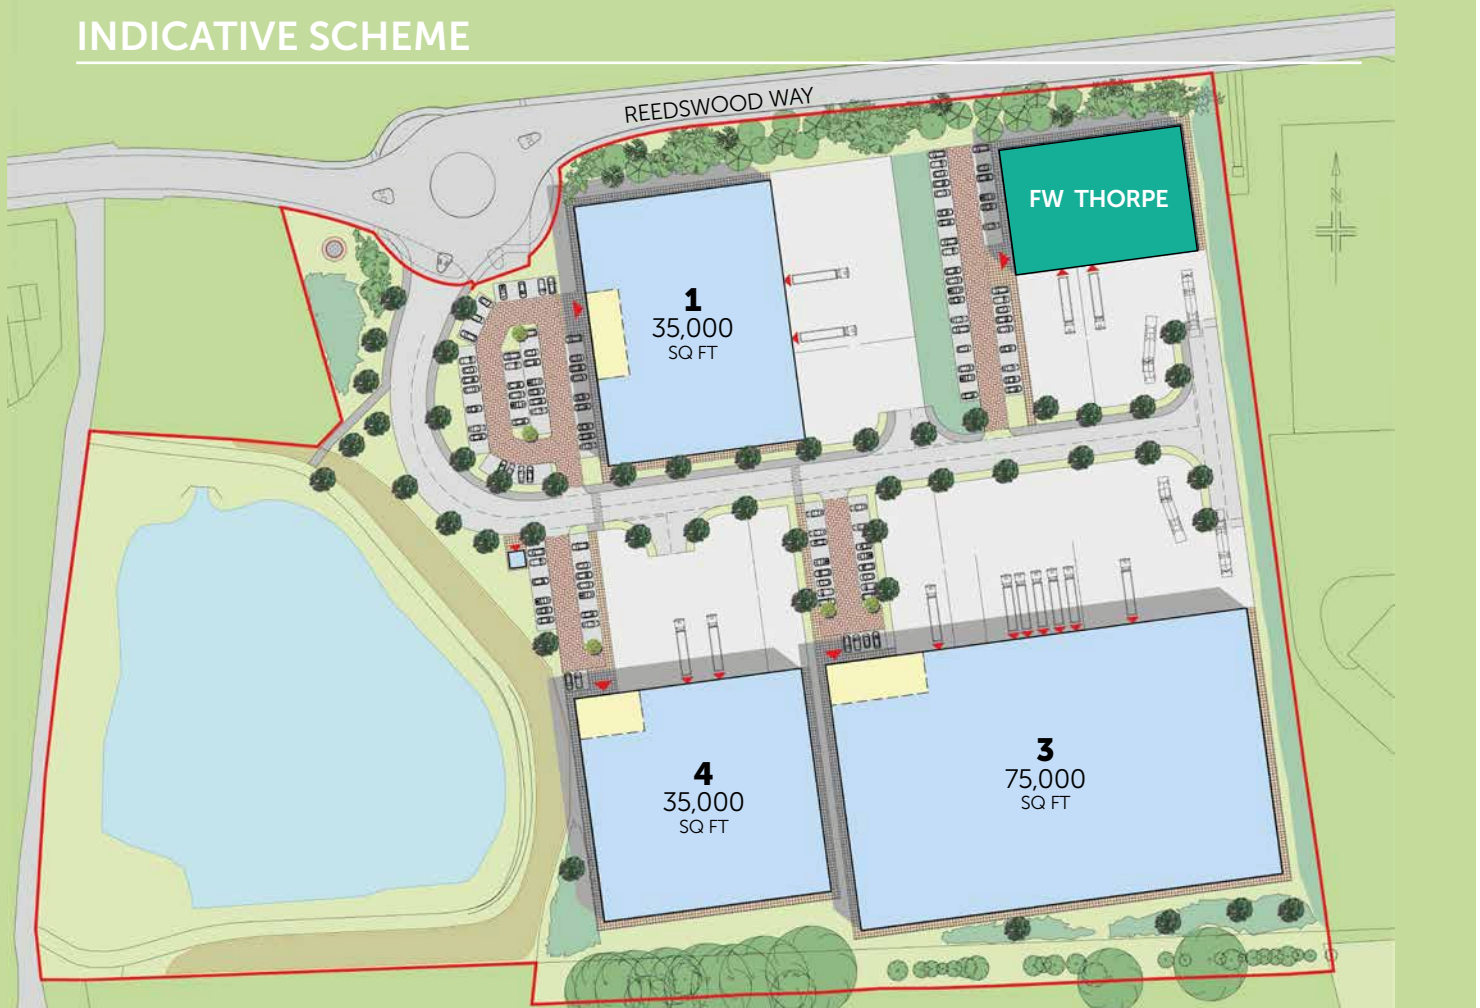 INDICATIVE SCHEME
REEDSWOOD WAY
FW THORPE
1
35,000
SQ FT
N
4
35,000
SQ FT
3
75,000
SQ FT